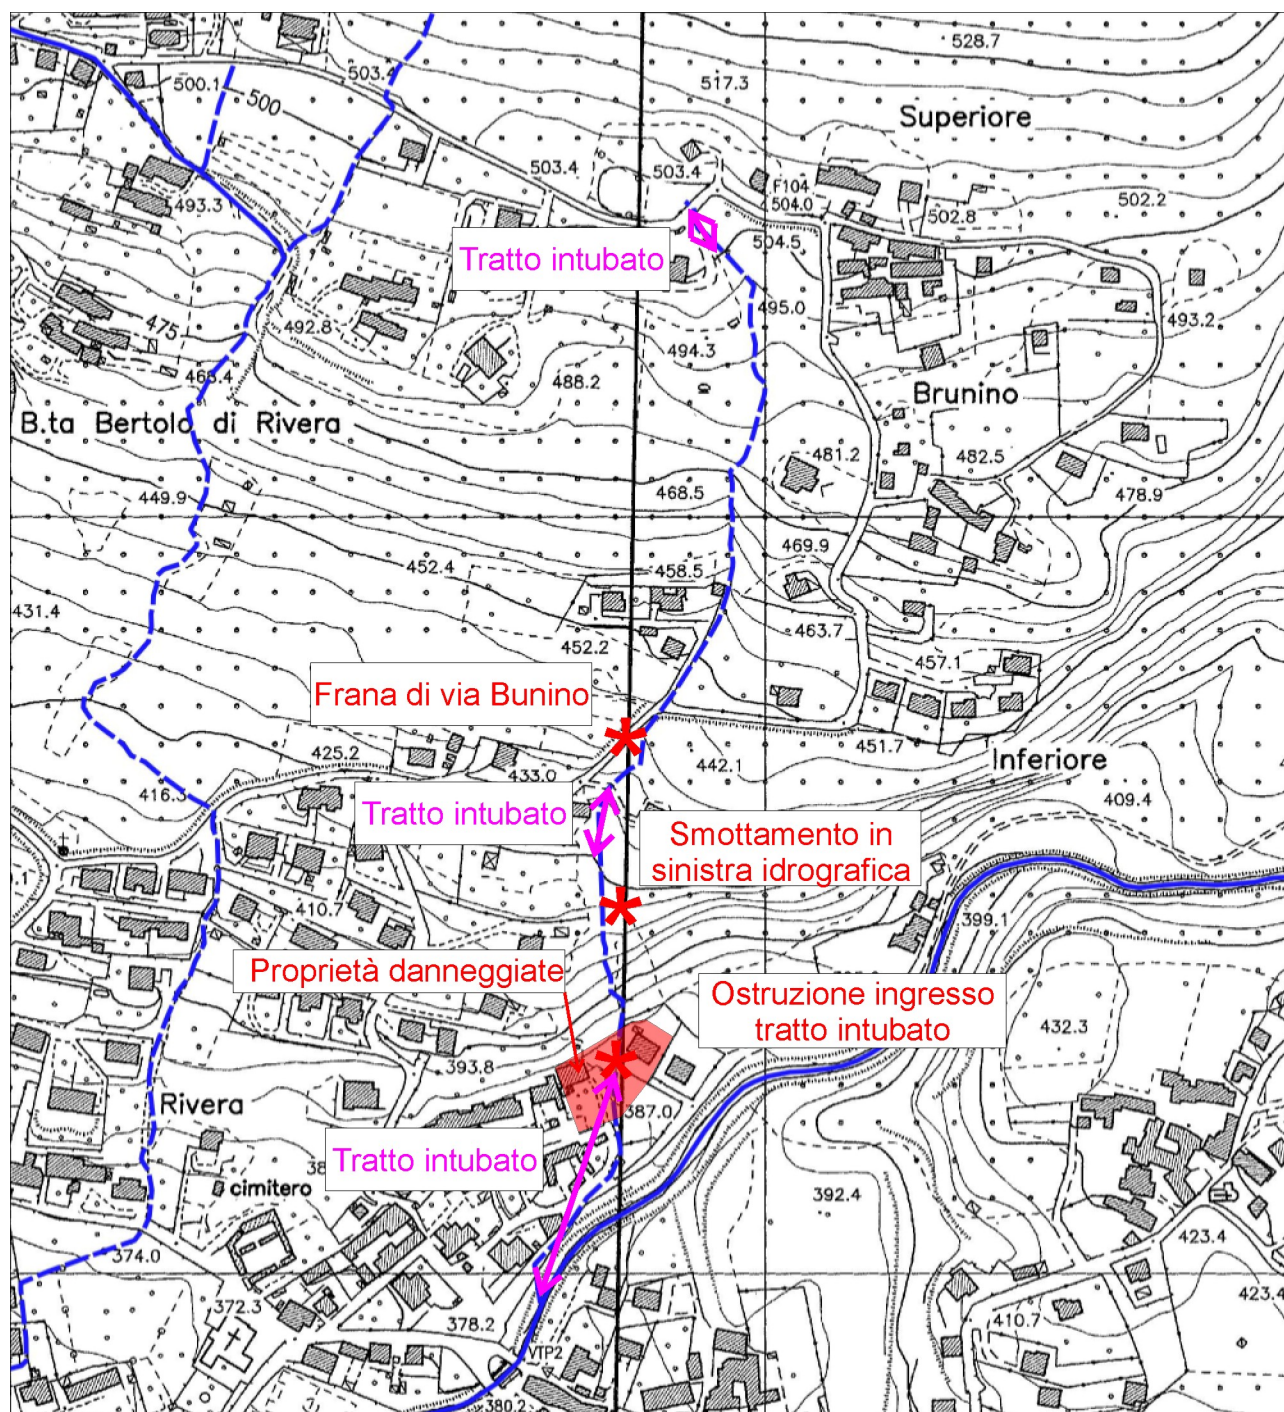 528.7
503.4
500.1
500
517.3
Superiore
503.4
503.4
F104
504.0
493.3
502.8
502.2
504.5
Tratto intubato
495.0
493.2
475
492.8
494.3
463.4
488.2
Brunino
B.ta Bertolo di Rivera
481.2
482.5
449.9
468.5
478.9
469.9
452.4
458.5
431.4
463.7
452.2
457.1
Frana di via Bunino
451.7
425.2
433.0
442.1
Inferiore
416.3
409.4
Tratto intubato
Smottamento in
sinistra idrografica
410.7
399.1
Proprietà danneggiate
Ostruzione ingresso
tratto intubato
432.3
393.8
Rivera
387.0
Tratto intubato
cimitero
392.4
374.0
423.4
372.3
423.4
378.2
410.7
VTP2
380.2